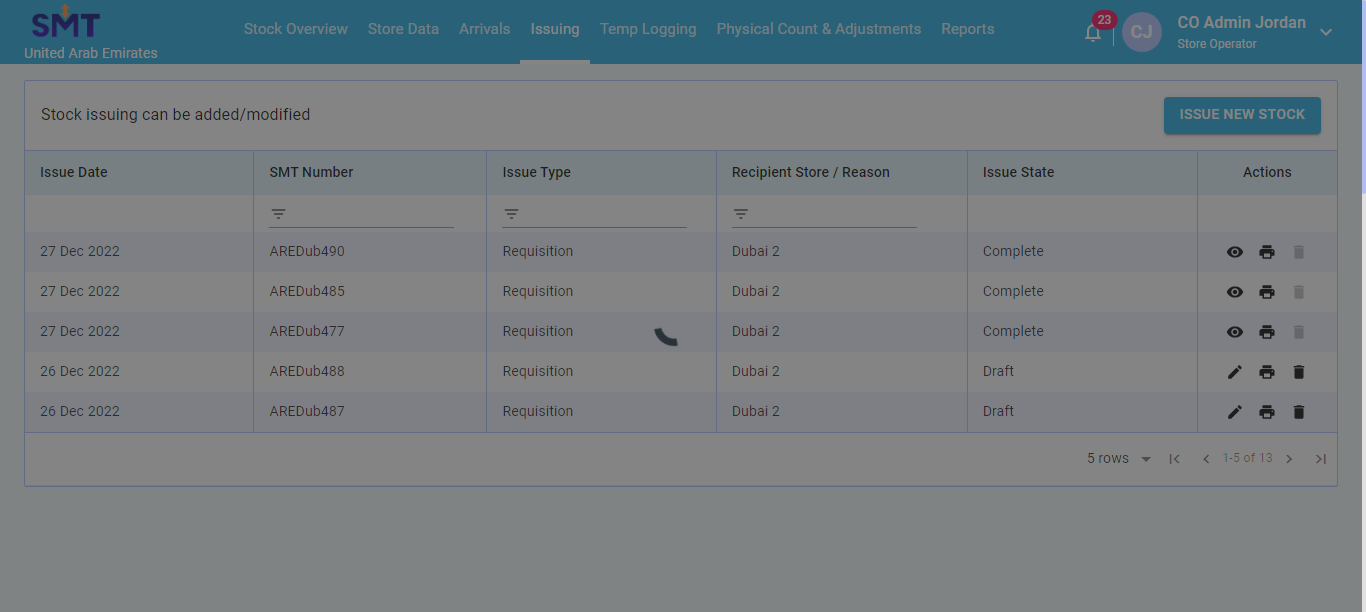 SMT
United Arab Emirates
Stock Overview Store Data Arrivals Issuing Temp Logging Physical Count & Adjustments Reports
23
CJ
CO Admin Jordan
Store Operator
Stock issuing can be added/modified
ISSUE NEW STOCK
Issue Date SMT Number Issue Type Recipient Store / Reason Issue State Actions
27 Dec 2022 AREDub490 Requisition Dubai 2 Complete
27 Dec 2022 AREDub485 Requisition Dubai 2 Complete
27 Dec 2022 AREDub477 Requisition Dubai 2 Complete
26 Dec 2022 AREDub488 Requisition Dubai 2 Draft
26 Dec 2022 AREDub487 Requisition Dubai 2 Draft
5 rows 1-5 of 13